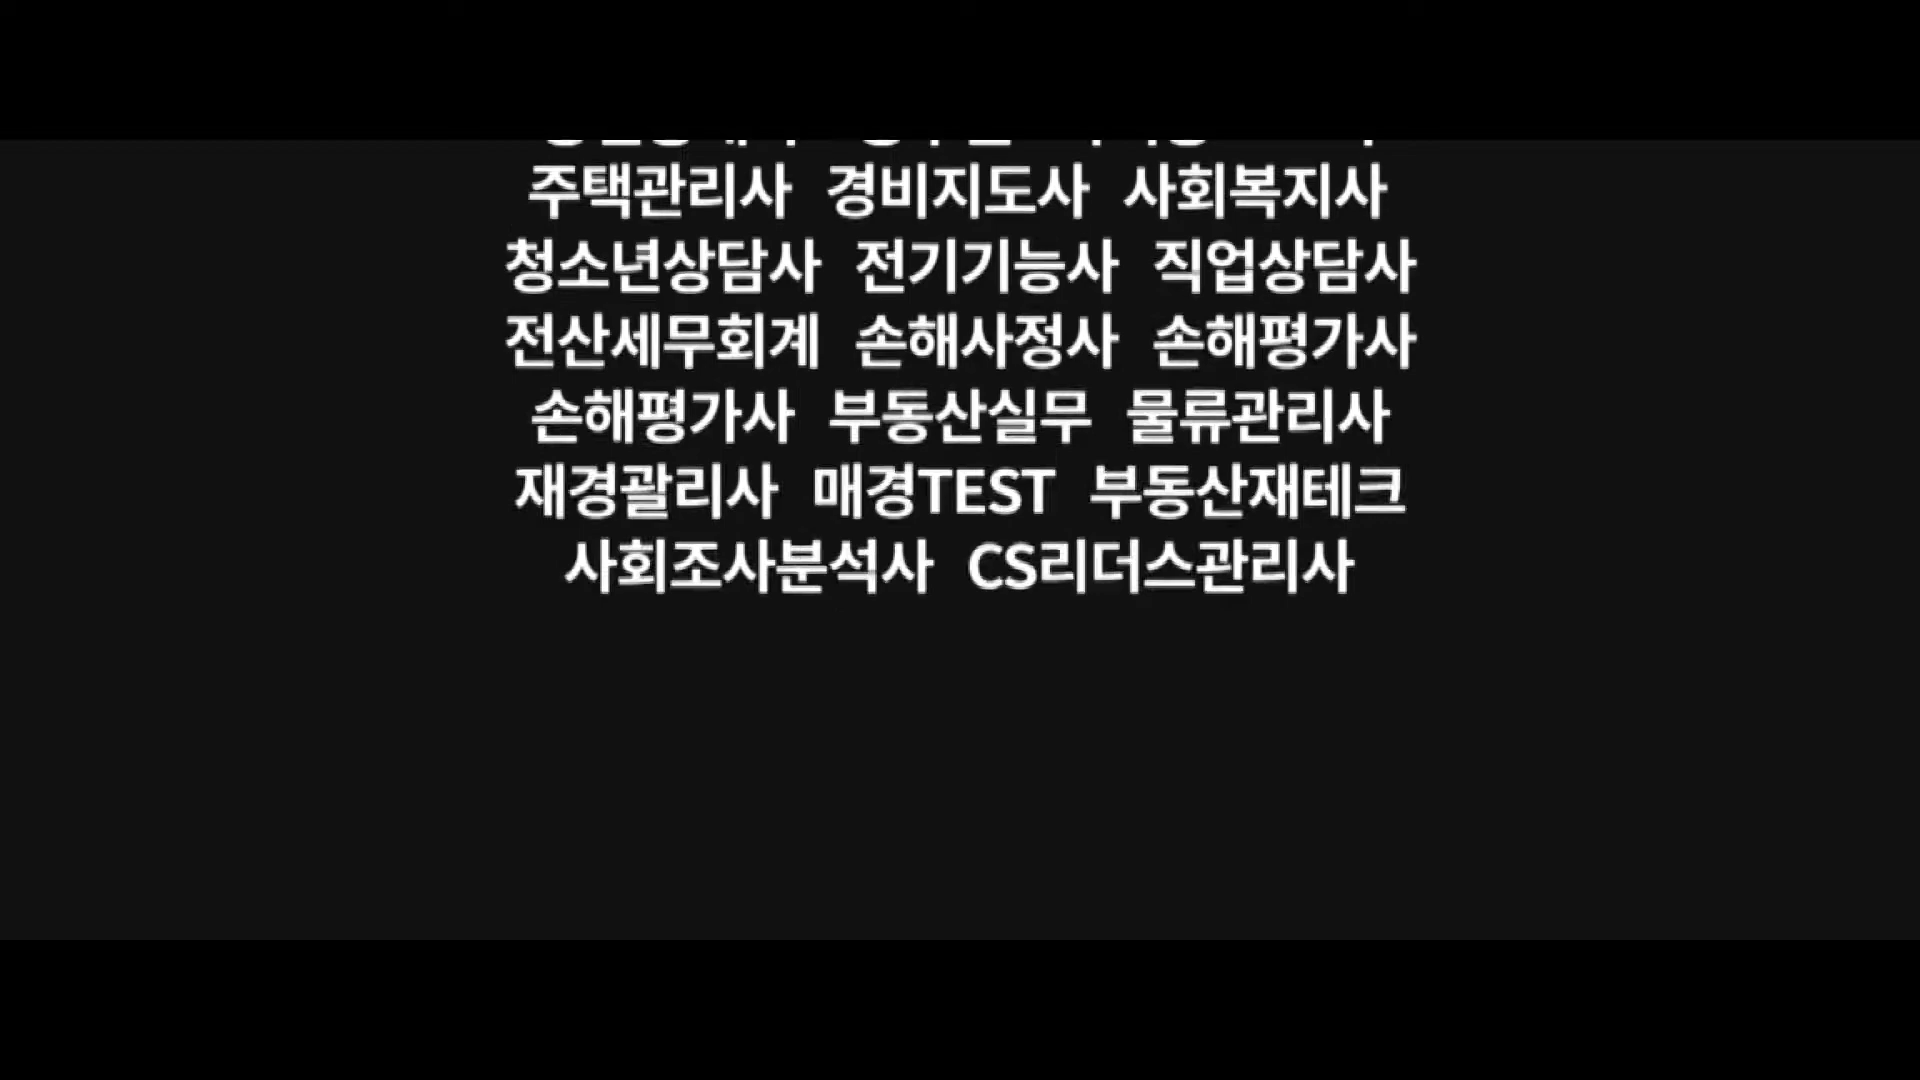 주택관리사 경비지도사 사회복지사
청소년상담사 전기기능사 직업상담사
전산세무회계 손해사정사 손해평가사
손해평가사 부동산실무 물류관리사
재경괄리사 매경TEST 부동산재테크
사회조사분석사 CS리더스관리사